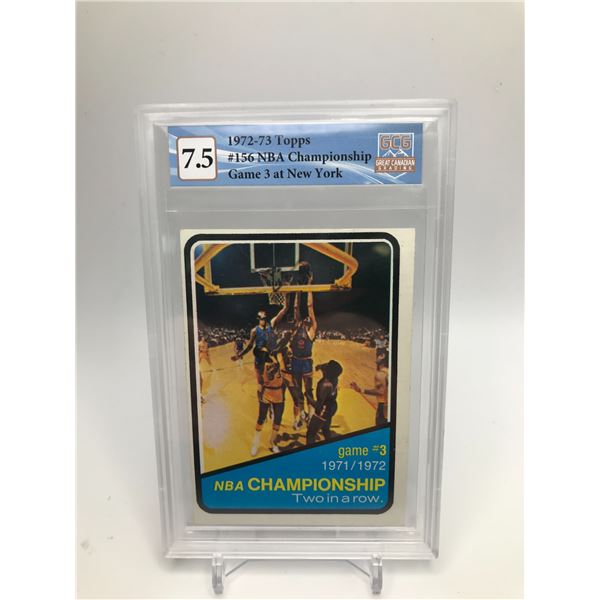 7.5
1972-73 Topps
#156 NBA Championship
Game 3 at New York
GCG
GREAT CANADIAN
GRADING
game #3
1971/1972
NBA CHAMPIONSHIP
Two in a row.